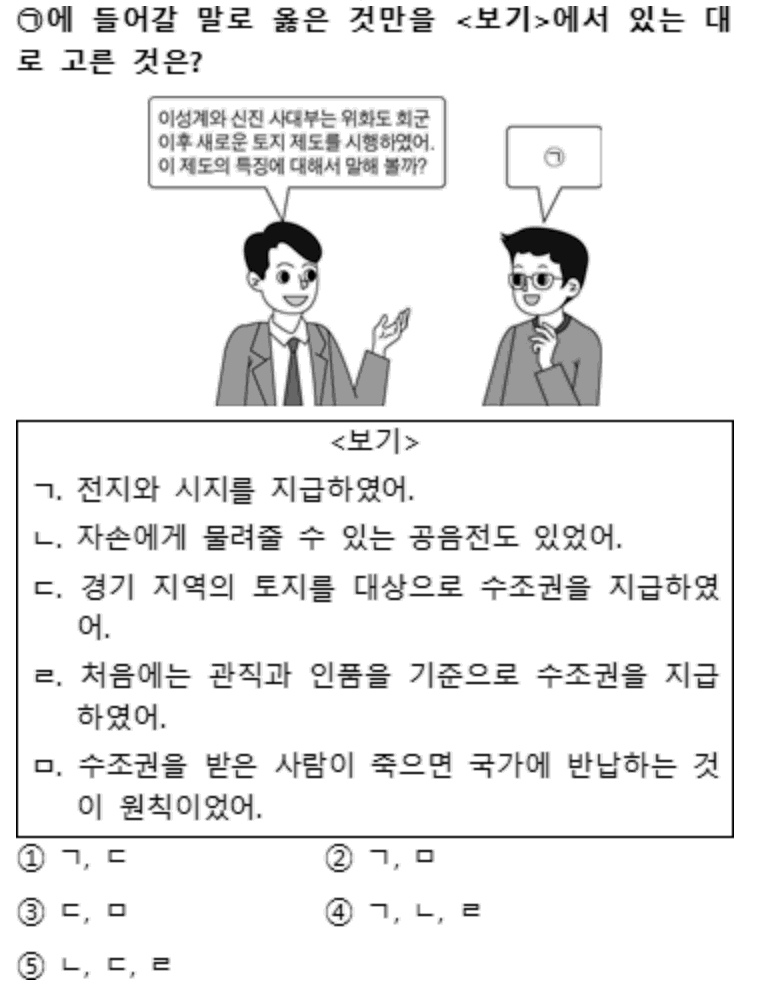 ㉠에 들어갈 말로 옳은 것만을 <보기>에서 있는 대
로 고른 것은?
이성계와 신진 사대부는 위화도 회군
이후 새로운 토지 제도를 시행하였어.
이 제도의 특징에 대해서 말해 볼까?
㉠
<보기>
ㄱ. 전지와 시지를 지급하였어.
ㄴ. 자손에게 물려줄 수 있는 공음전도 있었어.
ㄷ. 경기 지역의 토지를 대상으로 수조권을 지급하였
어.
ㄹ. 처음에는 관직과 인품을 기준으로 수조권을 지급
하였어.
ㅁ. 수조권을 받은 사람이 죽으면 국가에 반납하는 것
이 원칙이었어.
① ㄱ, ㄷ ② ㄱ, ㅁ
③ ㄷ, ㅁ ④ ㄱ, ㄴ, ㄹ
⑤ ㄴ, ㄷ, ㄹ